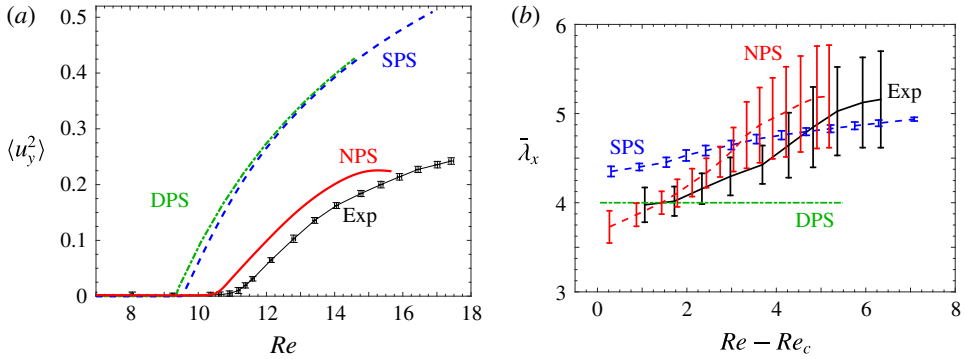 (a)
0.5
0.4
0.3
0.2
0.1
0
⟨u_y^2⟩
SPS
DPS
NPS
Exp
8
10
12
14
16
18
Re
(b)
6
5
4
3
λ̄_x
NPS
Exp
SPS
DPS
0
2
4
6
8
Re − Re_c